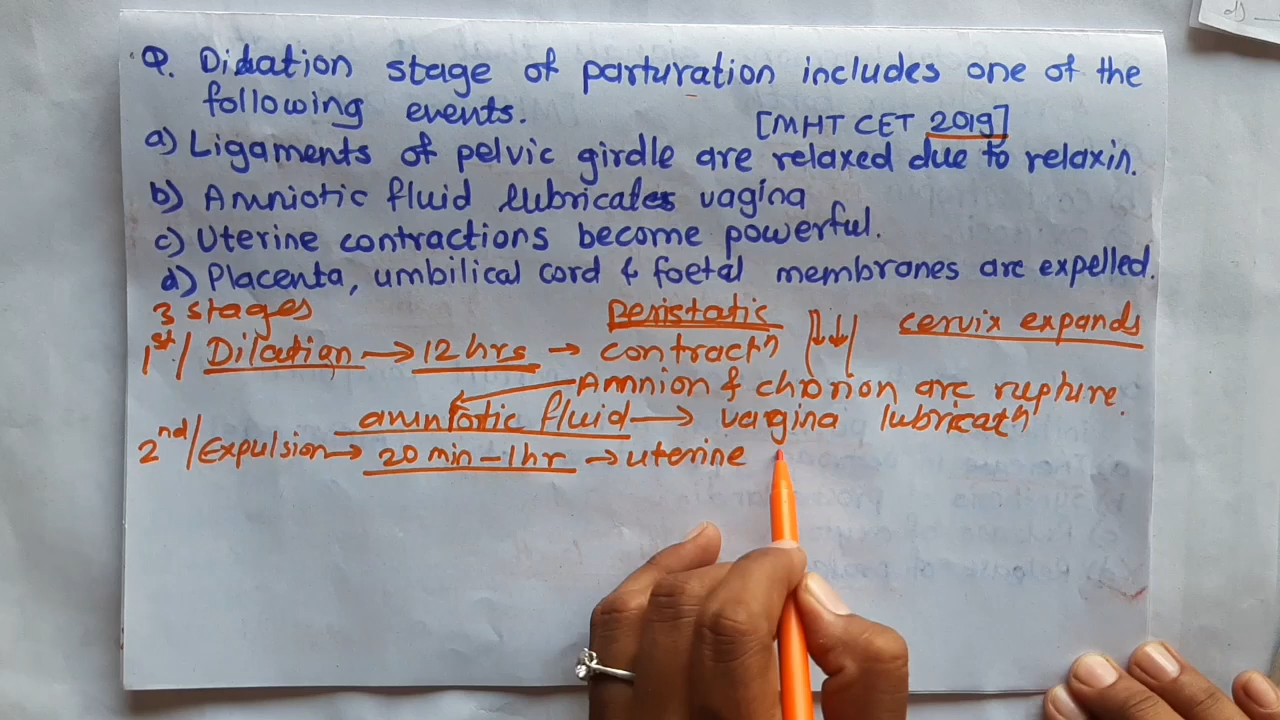 Q. Dilation stage of parturation includes one of the
following events.
[MHT CET 2019]
a) Ligaments of pelvic girdle are relaxed due to relaxin.
b) Amniotic fluid lubricates vagina
c) Uterine contractions become powerful.
d) Placenta, umbilical cord & foetal membranes are expelled.
3 stages
1st/ Dilation → 12 hrs → Peristatic contractn ↓↓ cervix expands
Amnion & chorion are rupture.
amniotic fluid → vagina lubricatn
2nd/ Expulsion → 20 min - 1 hr → uterine